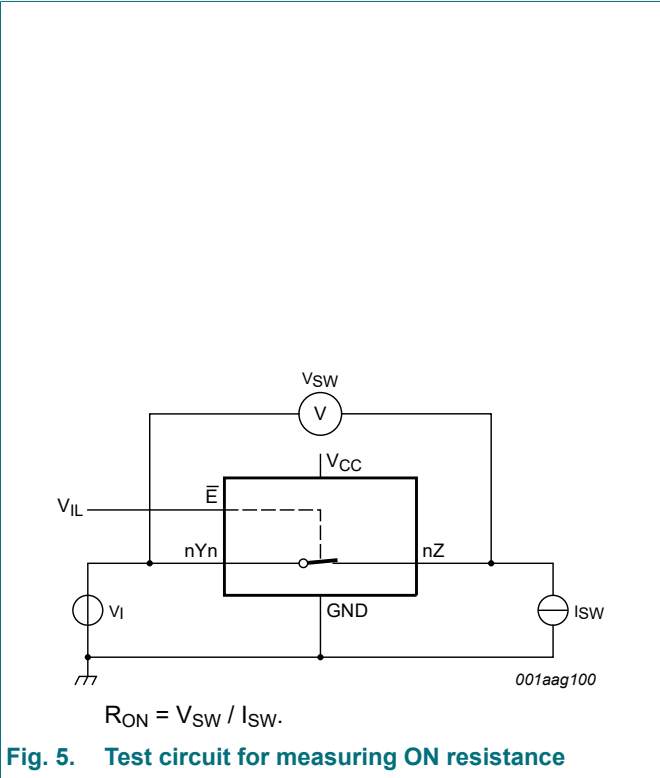 VSW
V
VCC
E̅
VIL
nYn
nZ
VI
GND
ISW
001aag100
RON = VSW / ISW.
Fig. 5. Test circuit for measuring ON resistance